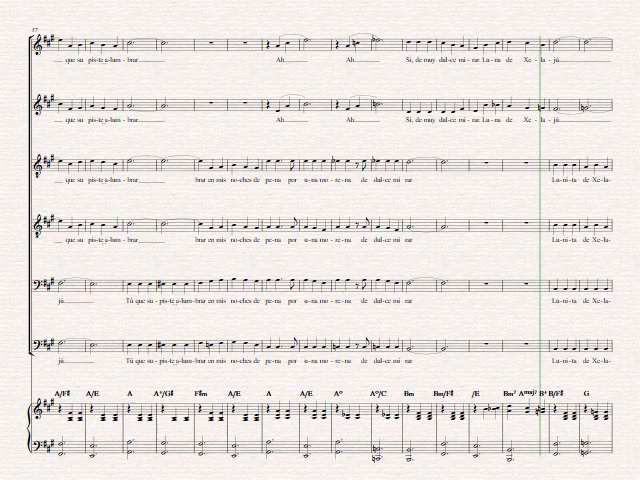 57
que su pis-te a-lum - brar Ah Ah Si, de muy dul-ce mi - rar Lu - na de Xe - la - jú
que su pis-te a-lum - brar Ah Ah Si, de muy dul-ce mi - rar Lu - na de Xe - la - jú
que su pis-te a-lum - brar brar en mis no-ches de pe-na por u-na mo - re - na de dul-ce mi rar Lu-ni-ta de Xe-la-
que su pis-te a-lum - brar brar en mis no-ches de pe-na por u-na mo - re - na de dul-ce mi rar Lu-ni-ta de Xe-la-
jú Tú que su - pis-te a-lum - brar en mis no-ches de pe-na por u-na mo - re - na de dul-ce mi rar Lu-ni-ta de Xe-la-
jú Tú que su - pis-te a-lum - brar en mis no-ches de pe-na por u-na mo - re - na de dul-ce mi rar Lu-ni-ta de Xe-la-
A/F♯ A/E A A⁺/G♯ F♯m A/E A A/E A° A°/C Bm Bm/F♯ /E Bm⁷ Amaj⁷ B⁺ B/F♯ G